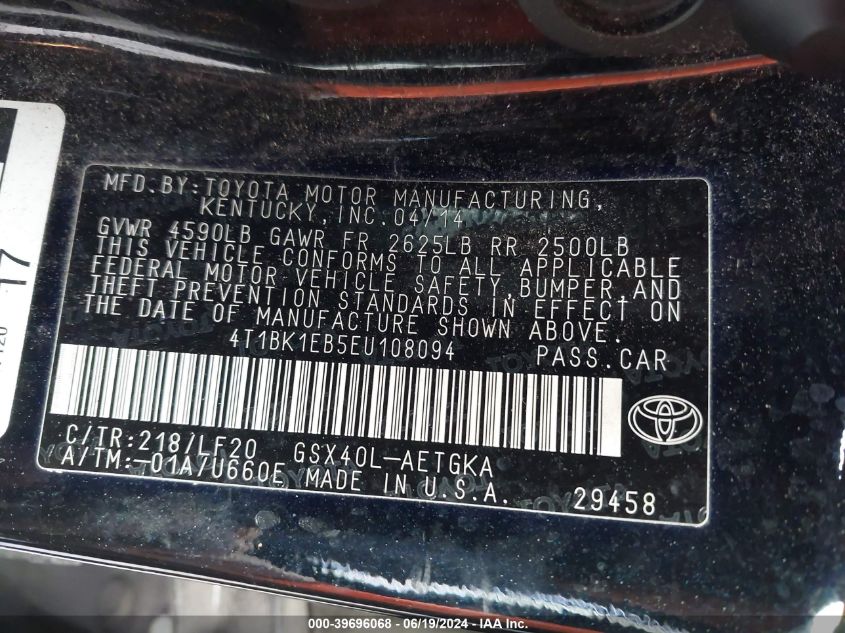 MFD.BY:TOYOTA MOTOR MANUFACTURING,
KENTUCKY,INC.04/14
GVWR 4590LB GAWR FR 2625LB RR 2500LB
THIS VEHICLE CONFORMS TO ALL APPLICABLE
FEDERAL MOTOR VEHICLE SAFETY,BUMPER,AND
THEFT PREVENTION STANDARDS IN EFFECT ON
THE DATE OF MANUFACTURE SHOWN ABOVE.
4T1BK1EB5EU108094 PASS.CAR
C/TR:218/LF20 GSX40L-AETGKA
A/TM:-01A/U660E MADE IN U.S.A. 29458
17
000-39696068 - 06/19/2024 - IAA Inc.